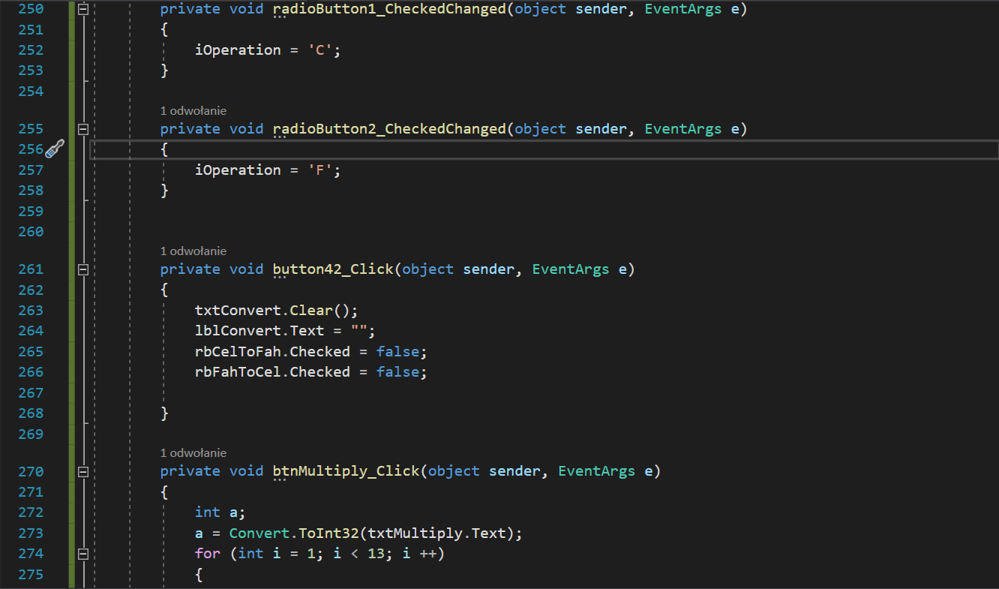 250 private void radioButton1_CheckedChanged(object sender, EventArgs e)
251 {
252 iOperation = 'C';
253 }
254
1 odwołanie
255 private void radioButton2_CheckedChanged(object sender, EventArgs e)
256 {
257 iOperation = 'F';
258 }
259
260
1 odwołanie
261 private void button42_Click(object sender, EventArgs e)
262 {
263 txtConvert.Clear();
264 lblConvert.Text = "";
265 rbCelToFah.Checked = false;
266 rbFahToCel.Checked = false;
267
268 }
269
1 odwołanie
270 private void btnMultiply_Click(object sender, EventArgs e)
271 {
272 int a;
273 a = Convert.ToInt32(txtMultiply.Text);
274 for (int i = 1; i < 13; i ++)
275 {